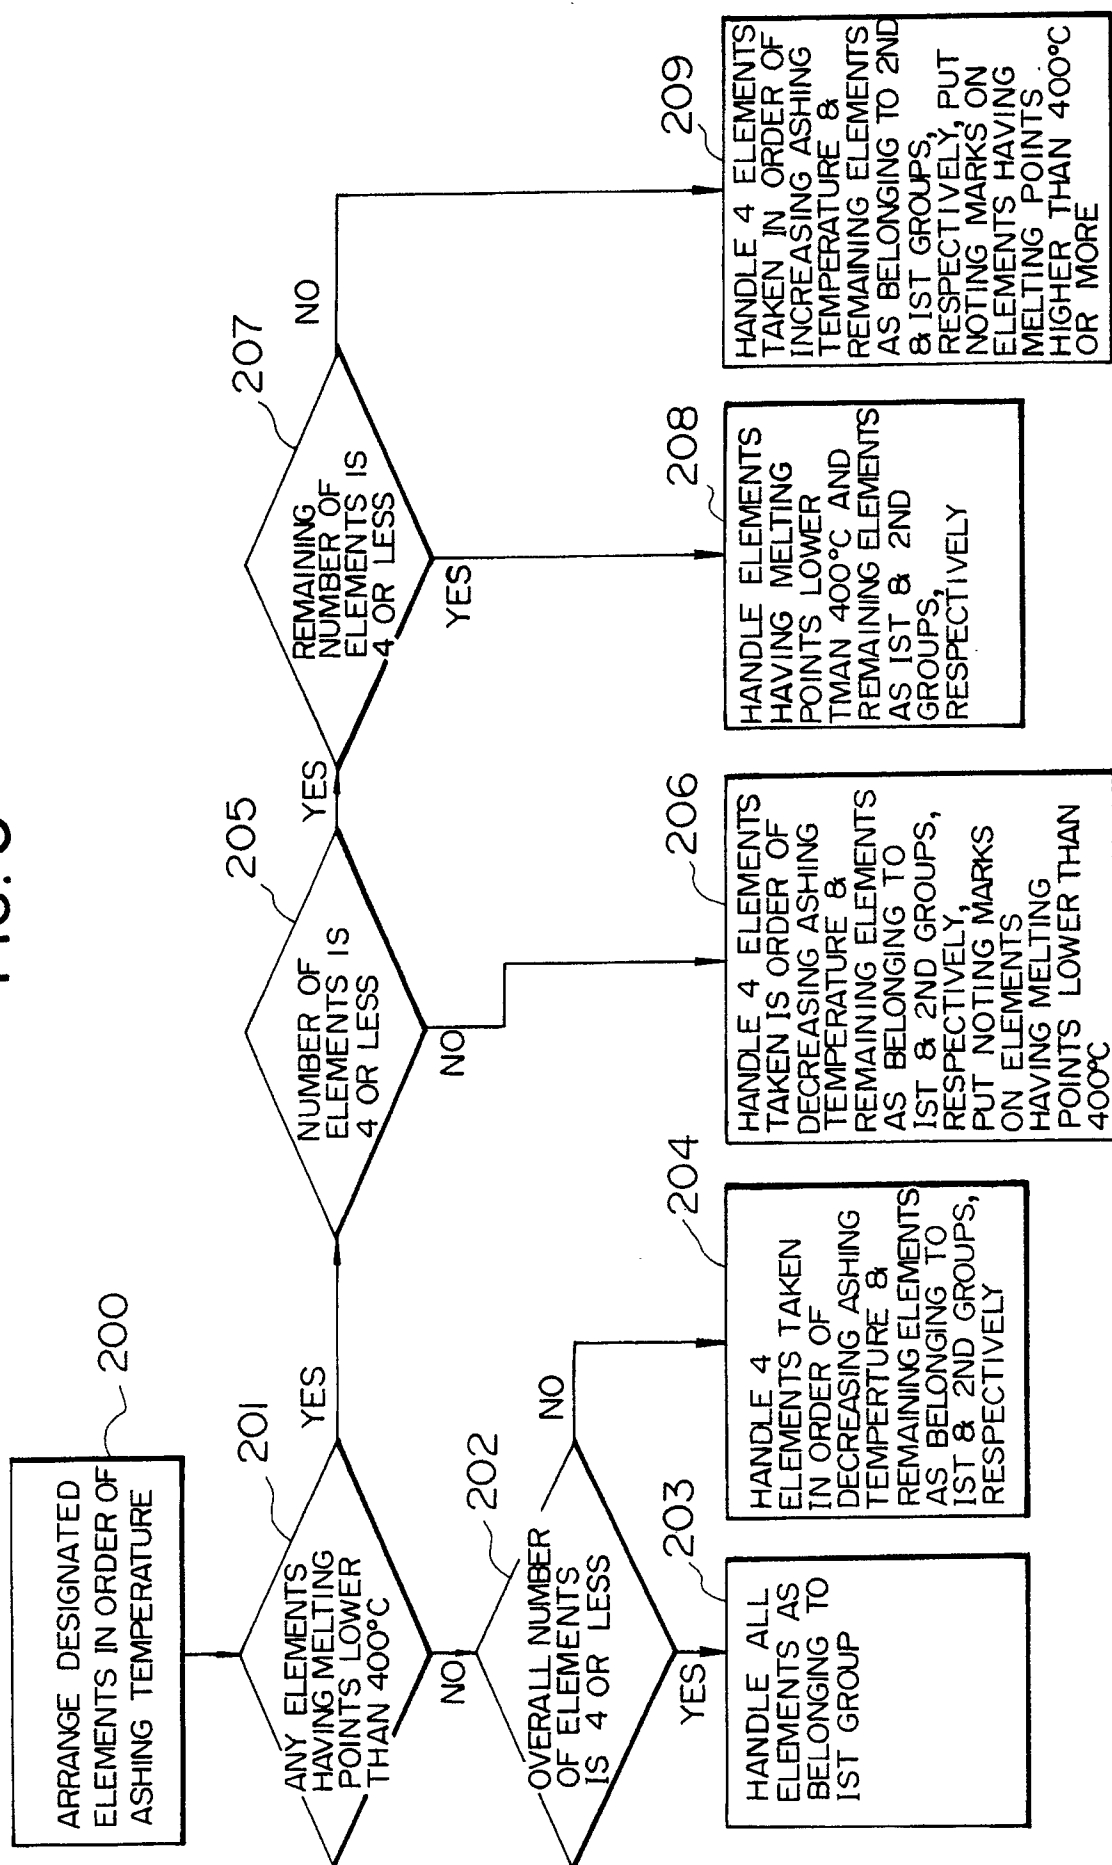 ARRANGE DESIGNATED
ELEMENTS IN ORDER OF
ASHING TEMPERATURE
200
201
ANY ELEMENTS
HAVING MELTING
POINTS LOWER
THAN 400°C
YES
NO
202
OVERALL NUMBER
OF ELEMENTS
IS 4 OR LESS
NO
YES
203
HANDLE ALL
ELEMENTS AS
BELONGING TO
IST GROUP
204
HANDLE 4
ELEMENTS TAKEN
IN ORDER OF
DECREASING ASHING
TEMPERTURE &
REMAINING ELEMENTS
AS BELONGING TO
IST & 2ND GROUPS,
RESPECTIVELY
205
NUMBER OF
ELEMENTS IS
4 OR LESS
YES
NO
206
HANDLE 4 ELEMENTS
TAKEN IS ORDER OF
DECREASING ASHING
TEMPERATURE &
REMAINING ELEMENTS
AS BELONGING TO
IST & 2ND GROUPS,
RESPECTIVELY,
PUT NOTING MARKS
ON ELEMENTS
HAVING MELTING
POINTS LOWER THAN
400°C
207
REMAINING
NUMBER OF
ELEMENTS IS
4 OR LESS
NO
YES
208
HANDLE ELEMENTS
HAVING MELTING
POINTS LOWER
TMAN 400°C AND
REMAINING ELEMENTS
AS IST & 2ND
GROUPS,
RESPECTIVELY
209
HANDLE 4 ELEMENTS
TAKEN IN ORDER OF
INCREASING ASHING
TEMPERATURE &
REMAINING ELEMENTS
AS BELONGING TO 2ND
& IST GROUPS,
RESPECTIVELY, PUT
NOTING MARKS ON
ELEMENTS HAVING
MELTING POINTS
HIGHER THAN 400°C
OR MORE